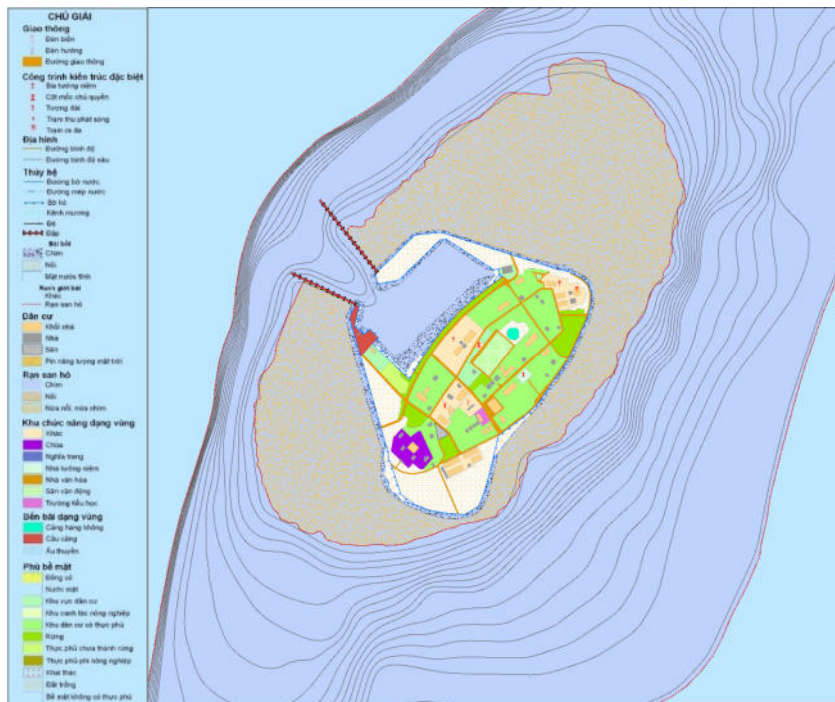 CHÚ GIẢI
Giao thông
Đèn biển
Đèn hướng
Đường giao thông
Công trình kiến trúc đặc biệt
Bia tưởng niệm
Cột mốc chủ quyền
Tượng đài
Trạm thu phát sóng
Trạm ra đa
Địa hình
Đường bình độ
Đường bình độ sâu
Thủy hệ
Đường bờ nước
Đường mép nước
Bờ kè
Kênh mương
Đê
Đập
Bãi bồi
Chìm
Nổi
Mặt nước tĩnh
Ranh giới bãi
Khác
Rạn san hô
Dân cư
Khối nhà
Nhà
Sân
Pin năng lượng mặt trời
Rạn san hô
Chìm
Nổi
Nửa nổi, nửa chìm
Khu chức năng dạng vùng
Khác
Chùa
Nghĩa trang
Nhà tưởng niệm
Nhà văn hóa
Sân vận động
Trường tiểu học
Bến bãi dạng vùng
Cảng hàng không
Cầu cảng
Âu thuyền
Phủ bề mặt
Đồng cỏ
Nước mặt
Khu vực dân cư
Khu canh tác nông nghiệp
Khu dân cư có thực phủ
Rừng
Thực phủ chưa thành rừng
Thực phủ phi nông nghiệp
Khai thác
Đất trống
Bề mặt không có thực phủ